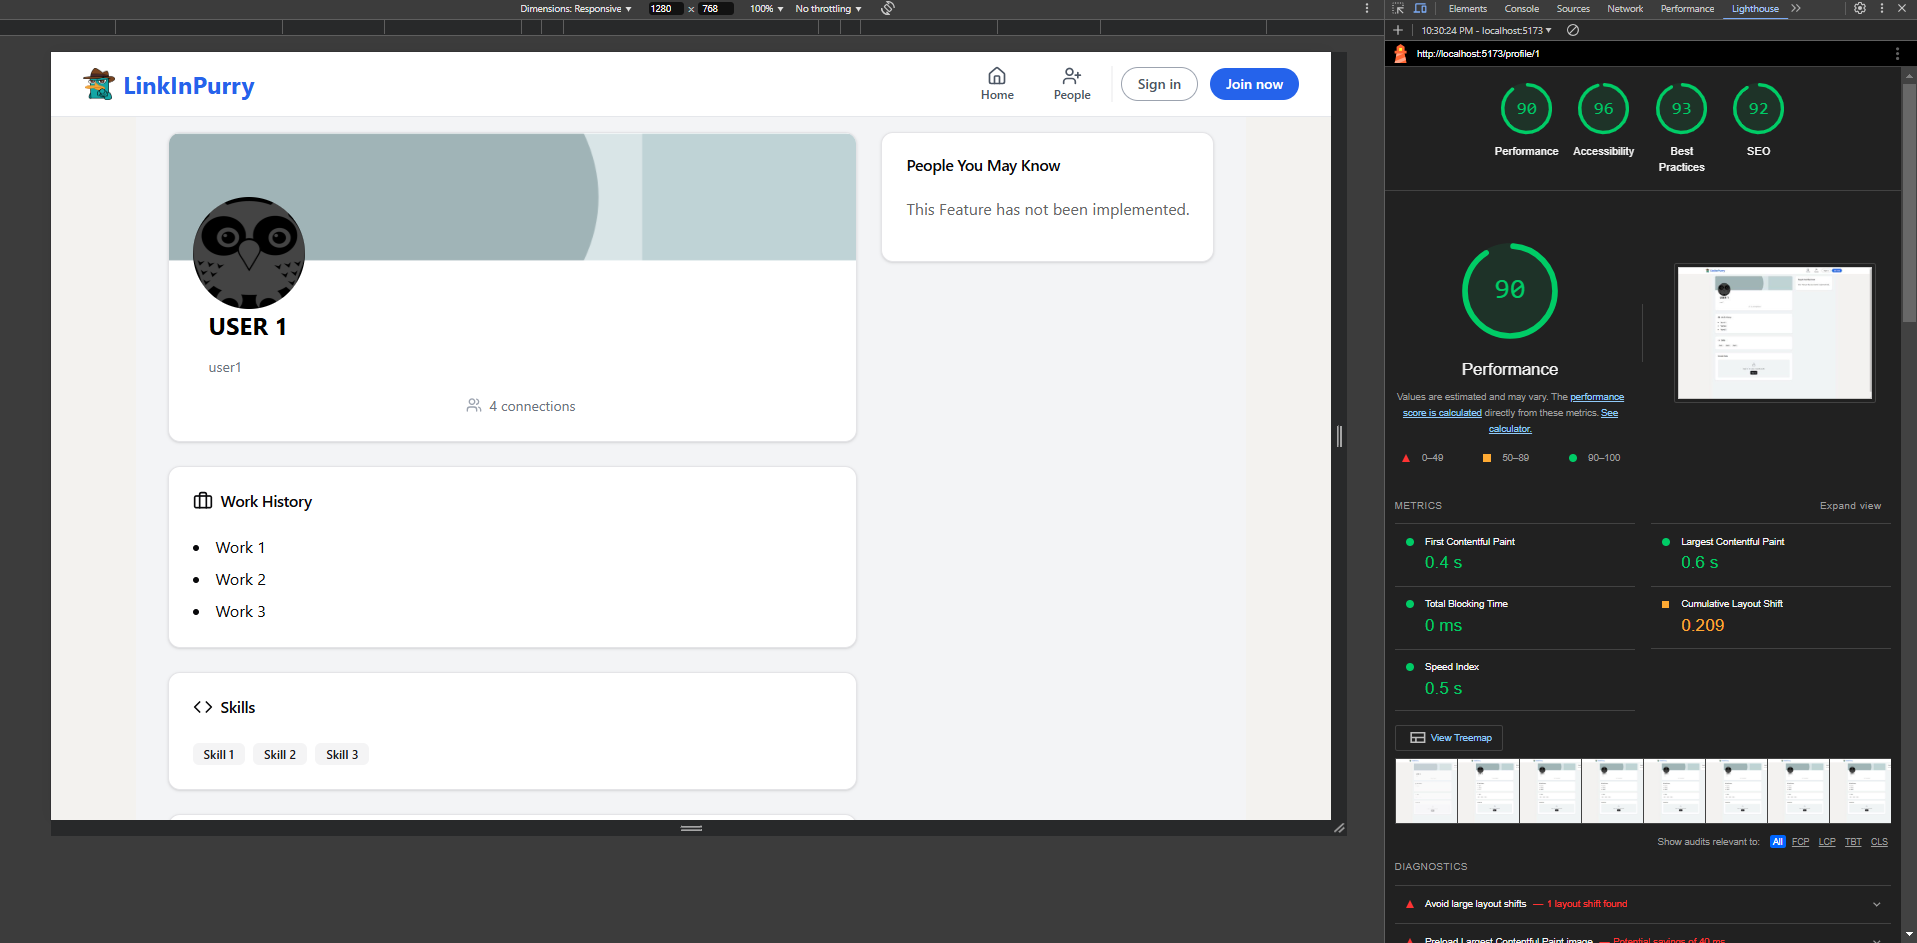 Dimensions: Responsive ▼ 1280 × 768 100% ▼ No throttling ▼
LinkInPurry
Home
People
Sign in
Join now
USER 1
user1
4 connections
People You May Know
This Feature has not been implemented.
Work History
• Work 1
• Work 2
• Work 3
Skills
Skill 1 Skill 2 Skill 3
Elements Console Sources Network Performance Lighthouse
10:30:24 PM - localhost:5173 ▼
http://localhost:5173/profile/1
90 96 93 92
Performance Accessibility Best Practices SEO
90
Performance
Values are estimated and may vary. The performance
score is calculated directly from these metrics. See
calculator.
0–49 50–89 90–100
METRICS
Expand view
First Contentful Paint
0.4 s
Largest Contentful Paint
0.6 s
Total Blocking Time
0 ms
Cumulative Layout Shift
0.209
Speed Index
0.5 s
View Treemap
Show audits relevant to: All FCP LCP TBT CLS
DIAGNOSTICS
Avoid large layout shifts — 1 layout shift found
Preload Largest Contentful Paint image — Potential savings of 40 ms